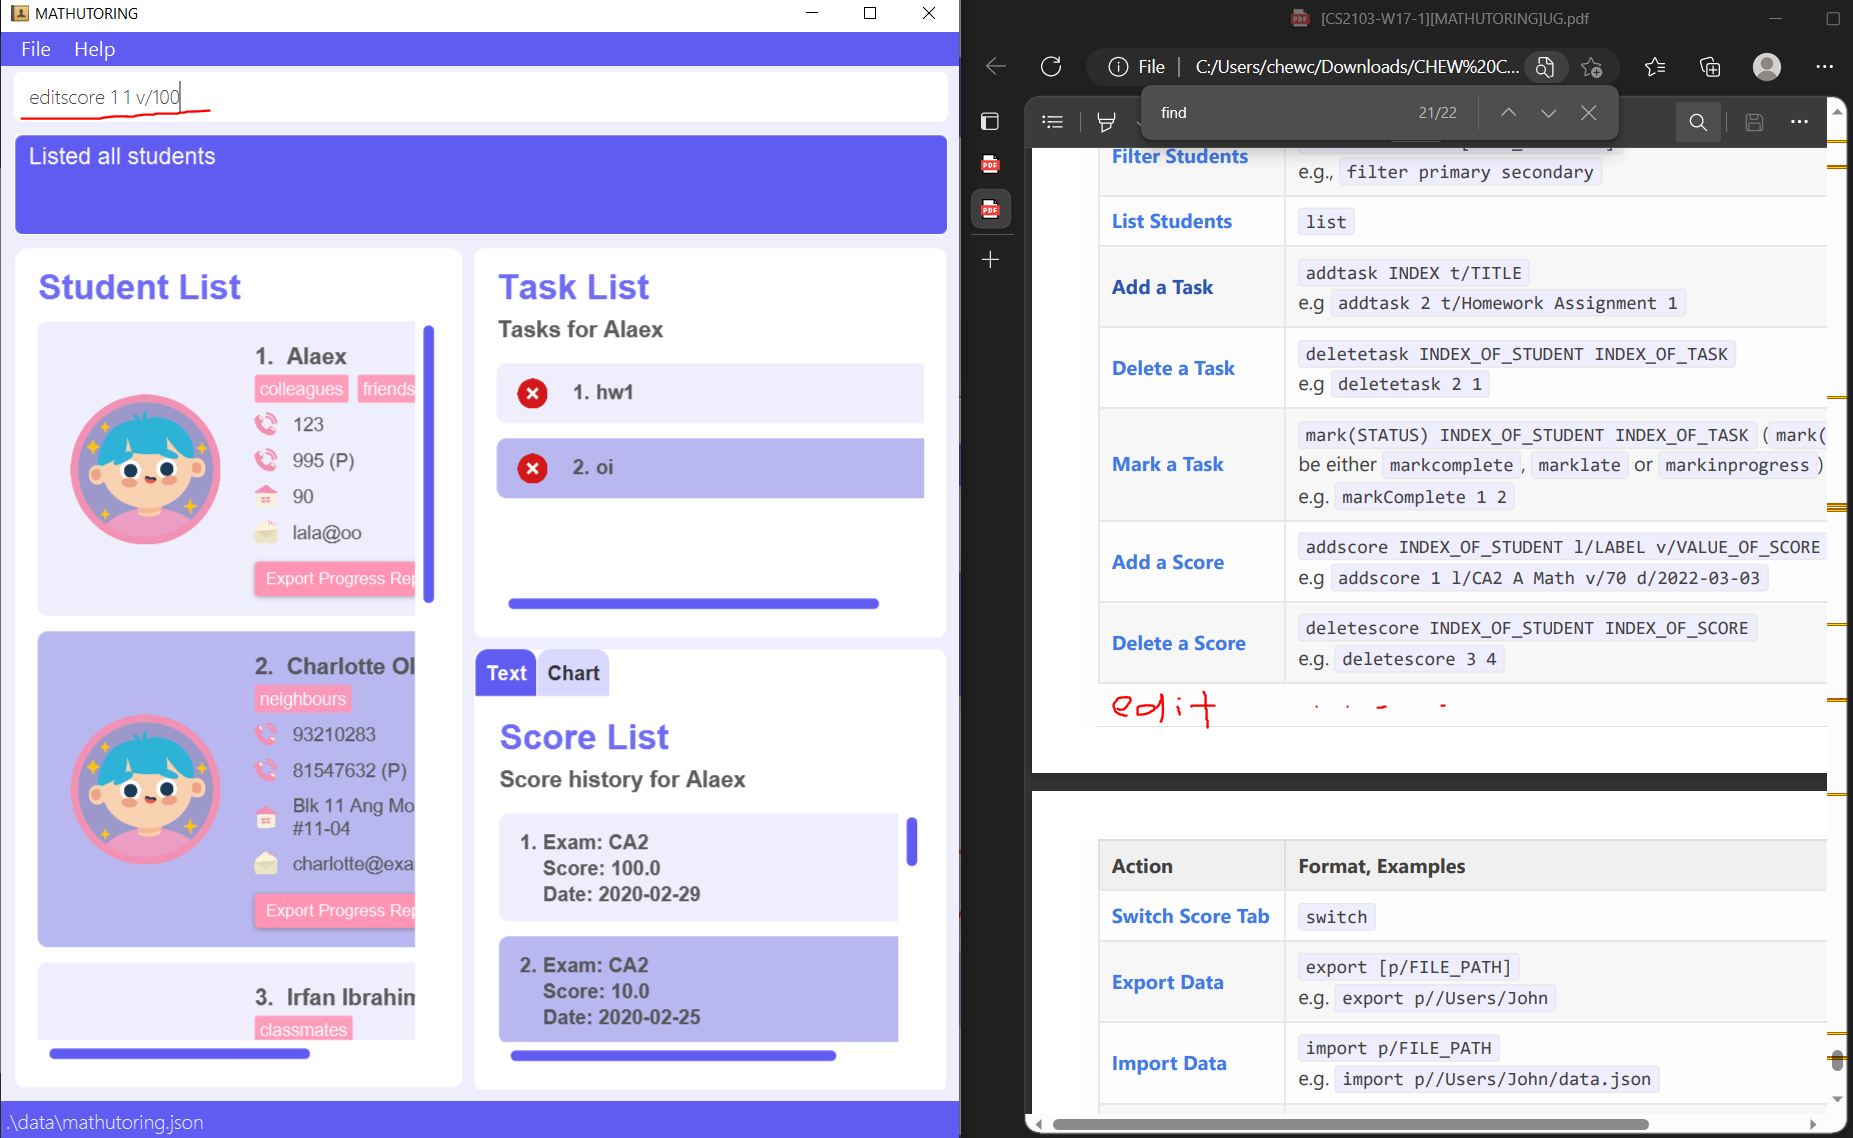 MATHUTORING
File Help
editscore 1 1 v/100
Listed all students
Student List
1. Alaex
colleagues friends
123
995 (P)
90
lala@oo
Export Progress Rep
2. Charlotte Ol
neighbours
93210283
81547632 (P)
Blk 11 Ang Mo
#11-04
charlotte@exa
Export Progress Rep
3. Irfan Ibrahim
classmates
Task List
Tasks for Alaex
1. hw1
2. oi
Text Chart
Score List
Score history for Alaex
1. Exam: CA2
Score: 100.0
Date: 2020-02-29
2. Exam: CA2
Score: 10.0
Date: 2020-02-25
.\data\mathutoring.json
[CS2103-W17-1][MATHUTORING]UG.pdf
File | C:/Users/chewc/Downloads/CHEW%20C...
find 21/22
Filter Students
e.g., filter primary secondary
List Students list
Add a Task addtask INDEX t/TITLE
e.g addtask 2 t/Homework Assignment 1
Delete a Task deletetask INDEX_OF_STUDENT INDEX_OF_TASK
e.g deletetask 2 1
Mark a Task mark(STATUS) INDEX_OF_STUDENT INDEX_OF_TASK ( mark(
be either markcomplete , marklate or markinprogress )
e.g. markComplete 1 2
Add a Score addscore INDEX_OF_STUDENT l/LABEL v/VALUE_OF_SCORE
e.g addscore 1 l/CA2 A Math v/70 d/2022-03-03
Delete a Score deletescore INDEX_OF_STUDENT INDEX_OF_SCORE
e.g. deletescore 3 4
edit
Action Format, Examples
Switch Score Tab switch
Export Data export [p/FILE_PATH]
e.g. export p//Users/John
Import Data import p/FILE_PATH
e.g. import p//Users/John/data.json